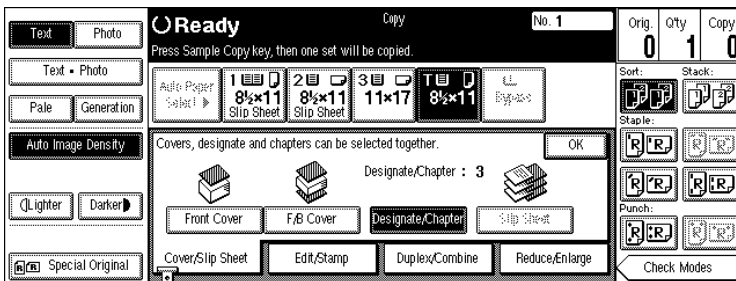 Text
Photo
Text • Photo
Pale
Generation
Auto Image Density
Lighter
Darker
Special Original
Ready
Copy
No. 1
Press Sample Copy key, then one set will be copied.
Auto Paper
Select ▶
1
8½×11
Slip Sheet
2
8½×11
Slip Sheet
3
11×17
T
8½×11
Bypass
Covers, designate and chapters can be selected together.
OK
Designate/Chapter : 3
Front Cover
F/B Cover
Designate/Chapter
Slip Sheet
Cover/Slip Sheet
Edit/Stamp
Duplex/Combine
Reduce/Enlarge
Orig.
Q'ty
Copy
0
1
0
Sort:
Stack:
Staple:
Punch:
Check Modes